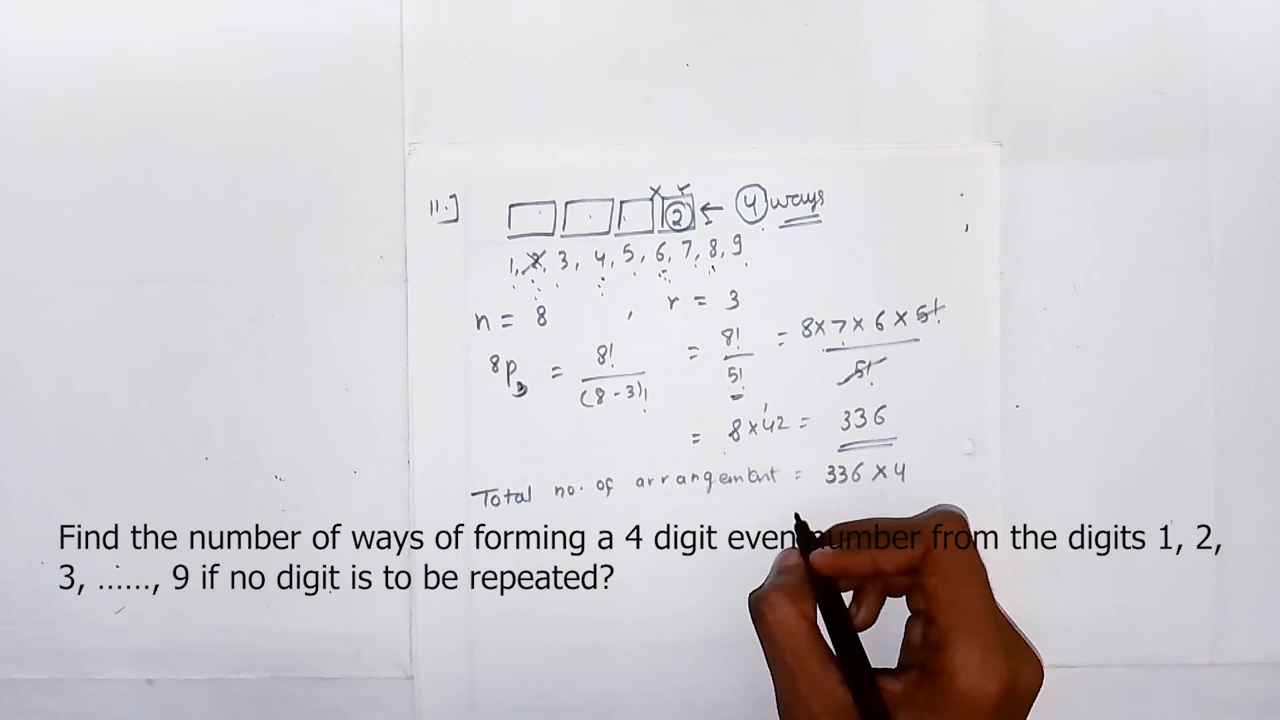 11.] 2 ← 4 ways
1, 2, 3, 4, 5, 6, 7, 8, 9
n = 8 , r = 3
⁸P₃ = 8! / (8 - 3)! = 8! / 5! = 8 × 7 × 6 × 5! / 5!
= 8 × 42 = 336
Total no. of arrangement = 336 × 4
Find the number of ways of forming a 4 digit even number from the digits 1, 2,
3, ......, 9 if no digit is to be repeated?